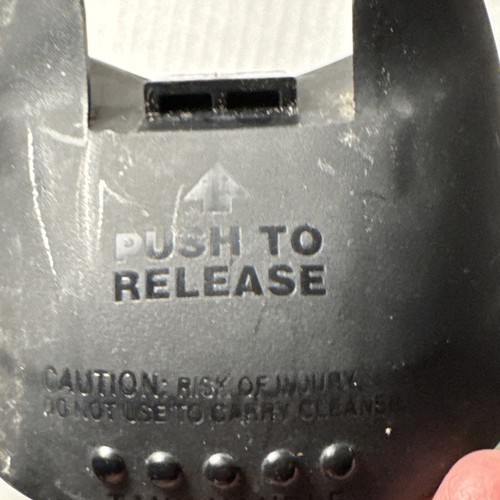 PUSH TO
RELEASE
CAUTION: RISK OF INJURY.
DO NOT USE TO CARRY CLEANER